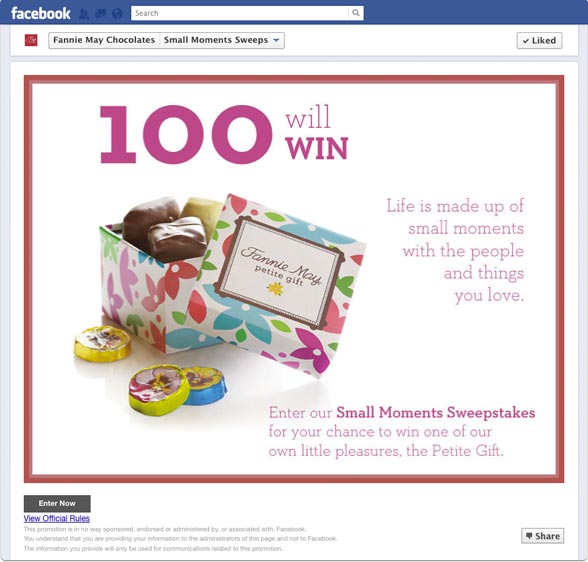 facebook
Search
Fannie May Chocolates Small Moments Sweeps
Liked
100 will
WIN
Life is made up of
small moments
with the people
and things
you love.
Fannie May
petite gift
Enter our Small Moments Sweepstakes
for your chance to win one of our
own little pleasures, the Petite Gift.
Enter Now
View Official Rules
This promotion is in no way sponsored, endorsed or administered by, or associated with, Facebook.
You understand that you are providing your information to the administrators of this page and not to Facebook.
The information you provide will only be used for communications related to this promotion.
Share